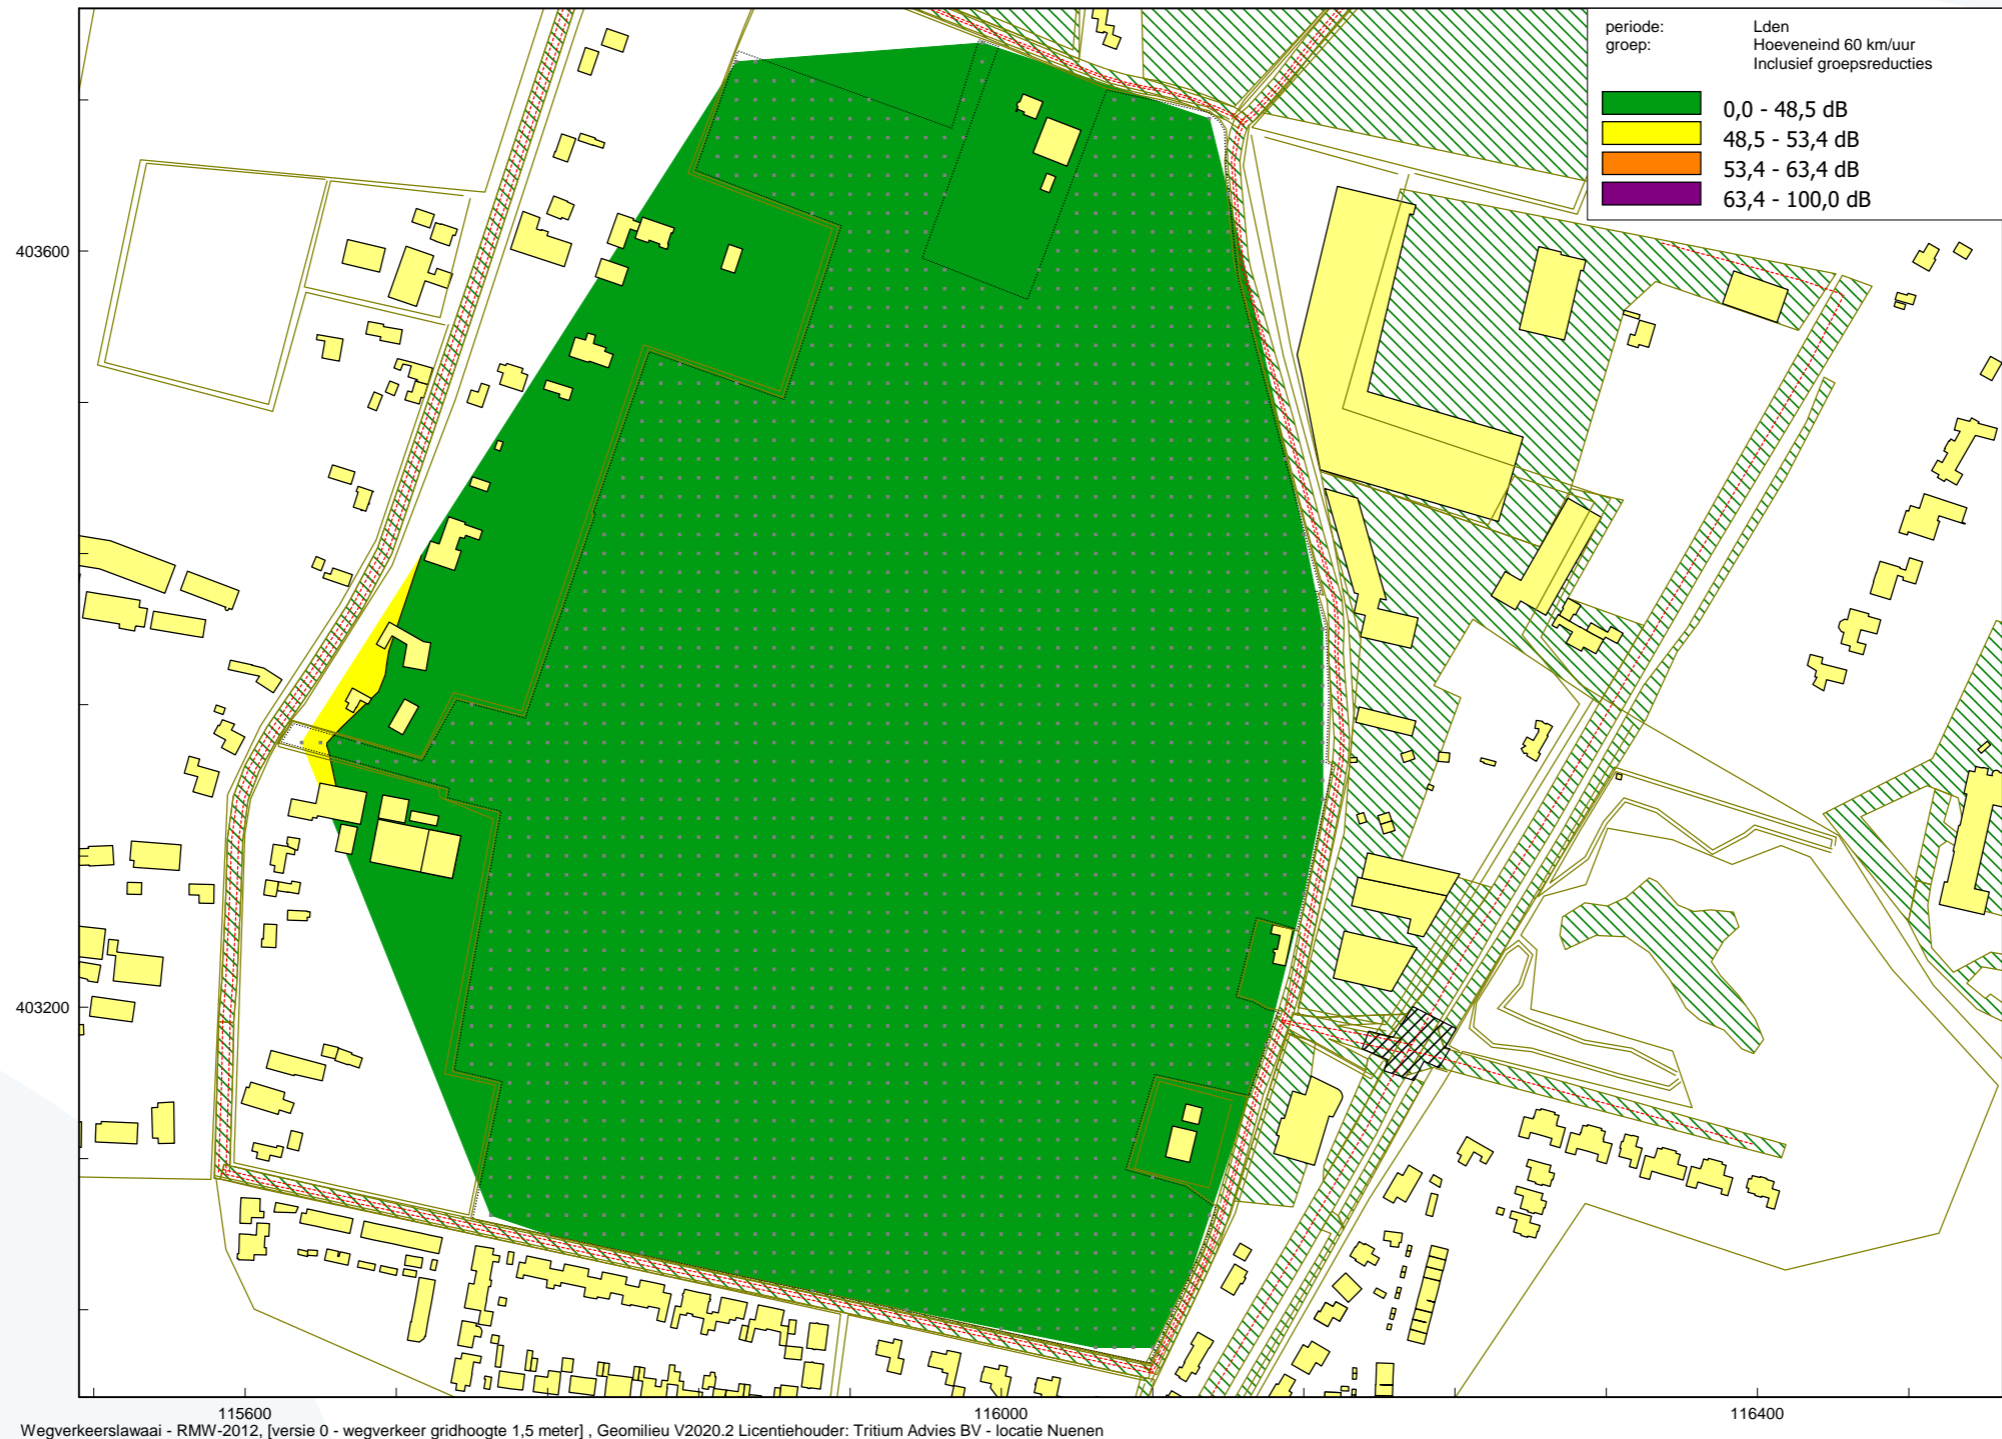 periode: Lden
groep: Hoeveneind 60 km/uur
Inclusief groepsreducties
0,0 - 48,5 dB
48,5 - 53,4 dB
53,4 - 63,4 dB
63,4 - 100,0 dB
403600
403200
115600 116000 116400
Wegverkeerslawaai - RMW-2012, [versie 0 - wegverkeer gridhoogte 1,5 meter] , Geomilieu V2020.2 Licentiehouder: Tritium Advies BV - locatie Nuenen